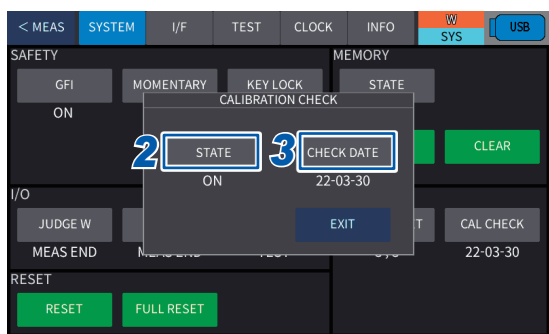 < MEAS SYSTEM I/F TEST CLOCK INFO W SYS USB
SAFETY MEMORY
GFI MOMENTARY KEY LOCK STATE
ON
CALIBRATION CHECK
2 STATE 3 CHECK DATE
ON 22-03-30
CLEAR
EXIT
I/O
JUDGE W T CAL CHECK
MEAS END 22-03-30
RESET
RESET FULL RESET